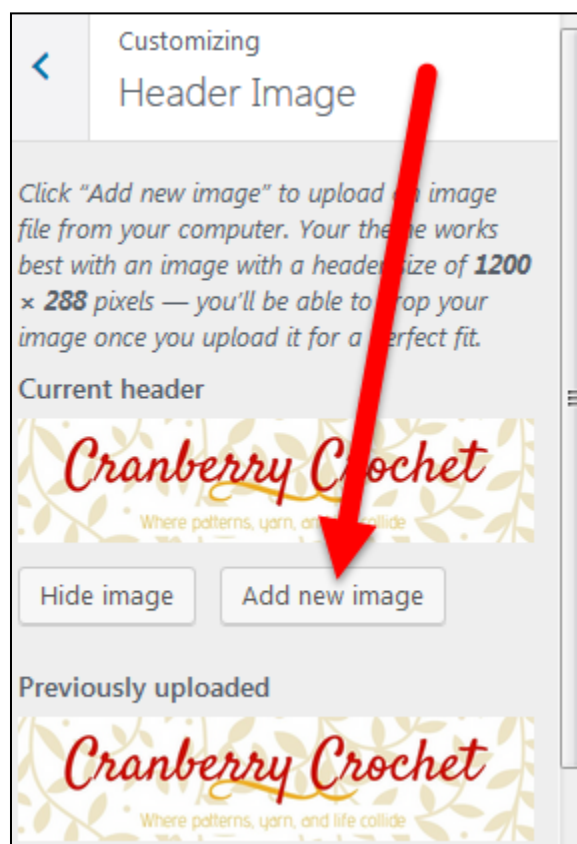 Customizing
Header Image
Click "Add new image" to upload an image
file from your computer. Your theme works
best with an image with a header size of 1200
× 288 pixels — you'll be able to crop your
image once you upload it for a perfect fit.
Current header
Cranberry Crochet
Where patterns, yarn, and life collide
Hide image
Add new image
Previously uploaded
Cranberry Crochet
Where patterns, yarn, and life collide